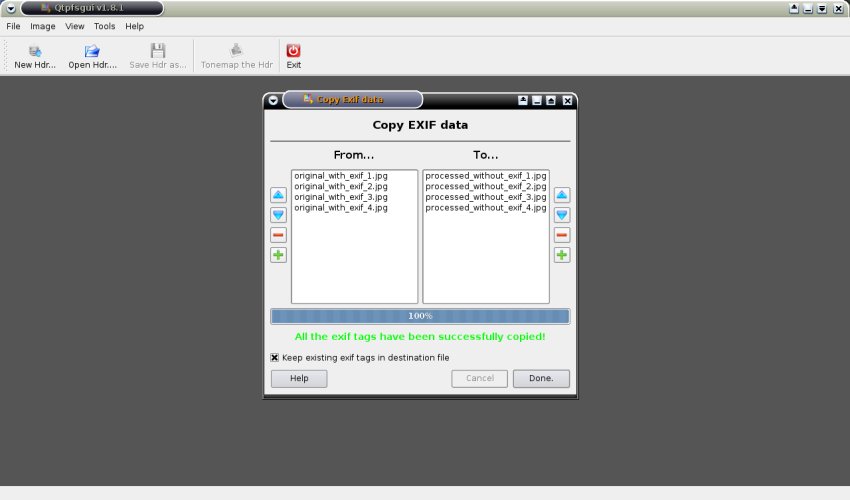 Qtpfsgui v1.8.1
File Image View Tools Help
New Hdr... Open Hdr.... Save Hdr as... Tonemap the Hdr Exit
Copy Exif data
Copy EXIF data
From... To...
original_with_exif_1.jpg processed_without_exif_1.jpg
original_with_exif_2.jpg processed_without_exif_2.jpg
original_with_exif_3.jpg processed_without_exif_3.jpg
original_with_exif_4.jpg processed_without_exif_4.jpg
100%
All the exif tags have been successfully copied!
Keep existing exif tags in destination file
Help Cancel Done.